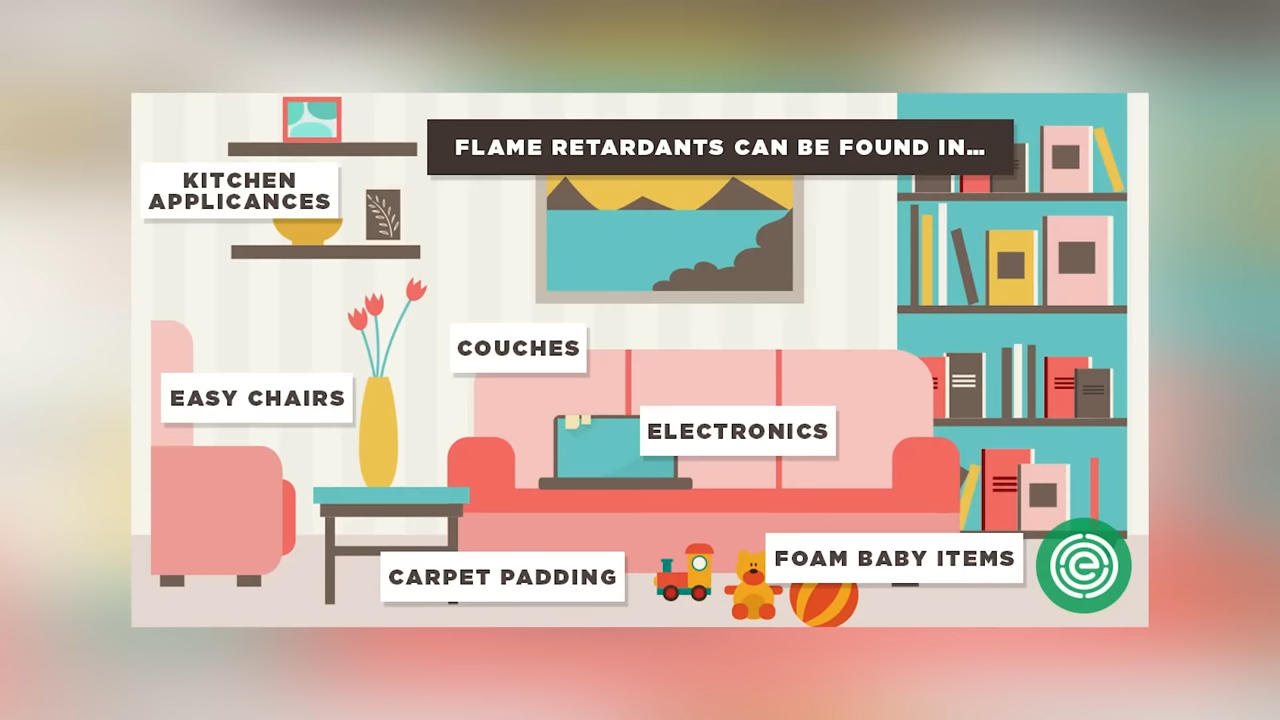 FLAME RETARDANTS CAN BE FOUND IN...
KITCHEN
APPLICANCES
COUCHES
EASY CHAIRS
ELECTRONICS
FOAM BABY ITEMS
CARPET PADDING
e